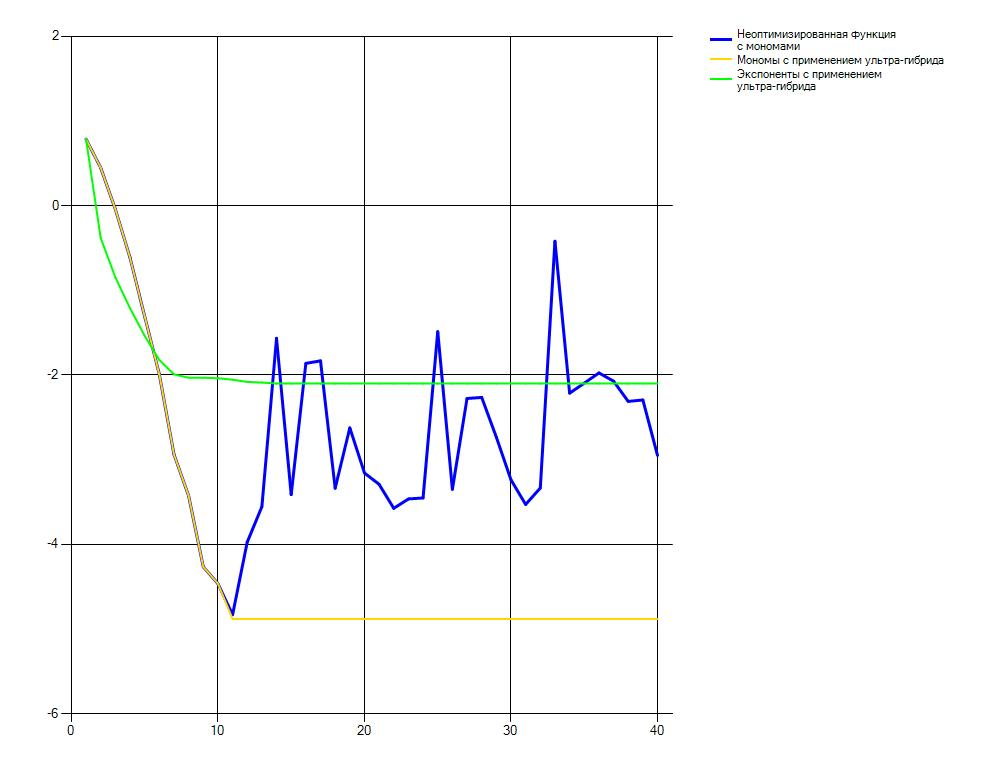 Неоптимизированная функция
с мономами
Мономы с применением ультра-гибрида
Экспоненты с применением
ультра-гибрида
2
0
-2
-4
-6
0 10 20 30 40